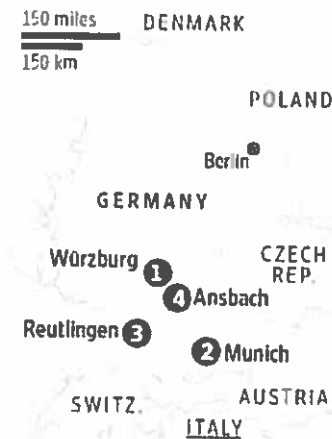 150 miles
150 km
DENMARK
POLAND
Berlin
GERMANY
Würzburg 1
CZECH
REP.
4 Ansbach
Reutlingen 3
2 Munich
SWITZ.
AUSTRIA
ITALY